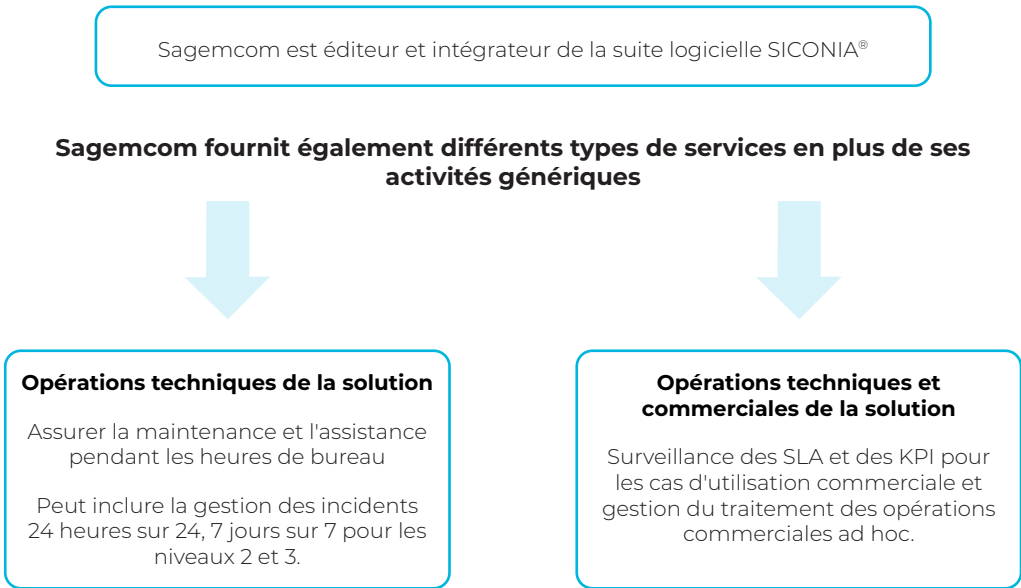 Sagemcom est éditeur et intégrateur de la suite logicielle SICONIA®
Sagemcom fournit également différents types de services en plus de ses
activités génériques
Opérations techniques de la solution
Assurer la maintenance et l'assistance
pendant les heures de bureau
Peut inclure la gestion des incidents
24 heures sur 24, 7 jours sur 7 pour les
niveaux 2 et 3.
Opérations techniques et
commerciales de la solution
Surveillance des SLA et des KPI pour
les cas d'utilisation commerciale et
gestion du traitement des opérations
commerciales ad hoc.